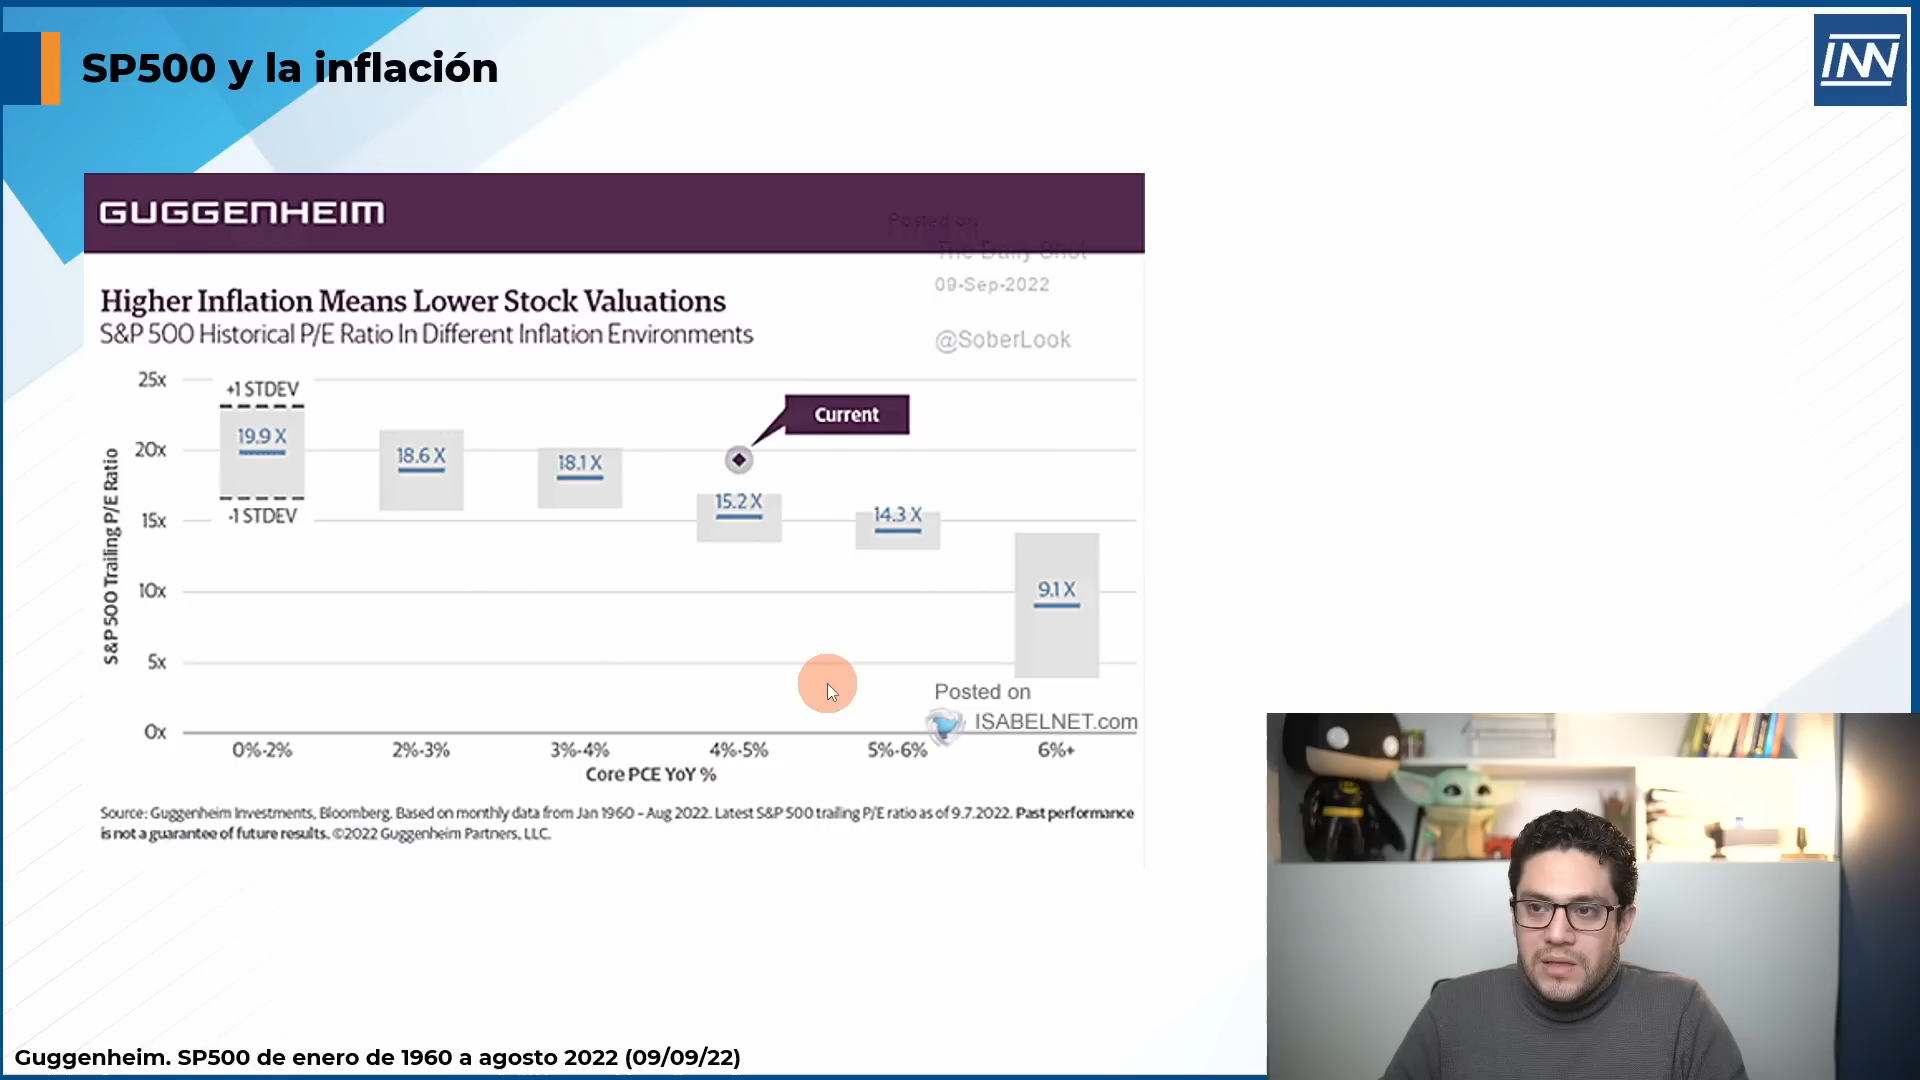 SP500 y la inflación
INN
GUGGENHEIM
Posted on
The Daily Shot
09-Sep-2022
@SoberLook
Higher Inflation Means Lower Stock Valuations
S&P 500 Historical P/E Ratio In Different Inflation Environments
25x
+1 STDEV
Current
19.9 X
20x
18.6 X
18.1 X
15.2 X
14.3 X
-1 STDEV
15x
10x
9.1 X
5x
0x
S&P 500 Trailing P/E Ratio
Posted on
ISABELNET.com
0%-2%
2%-3%
3%-4%
4%-5%
5%-6%
6%+
Core PCE YoY %
Source: Guggenheim Investments, Bloomberg. Based on monthly data from Jan 1960 – Aug 2022. Latest S&P 500 trailing P/E ratio as of 9.7.2022. Past performance
is not a guarantee of future results. ©2022 Guggenheim Partners, LLC.
Guggenheim. SP500 de enero de 1960 a agosto 2022 (09/09/22)